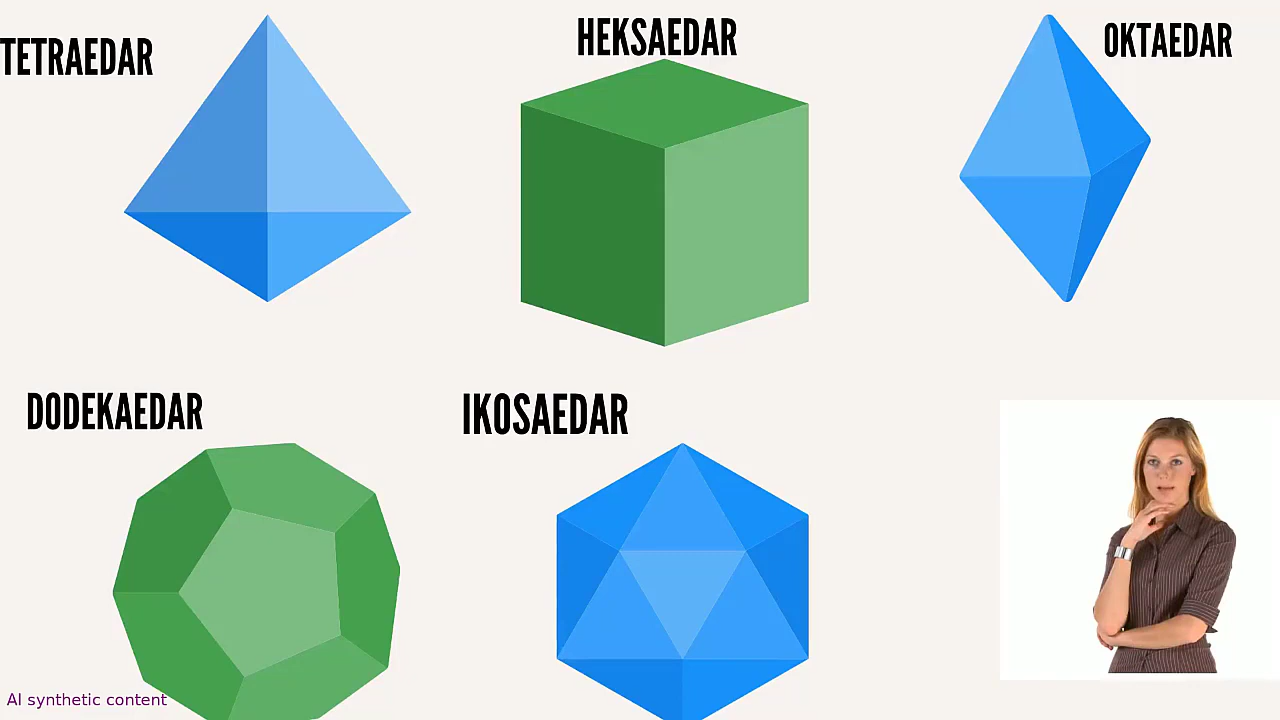 TETRAEDAR
HEKSAEDAR
OKTAEDAR
DODEKAEDAR
IKOSAEDAR
AI synthetic content